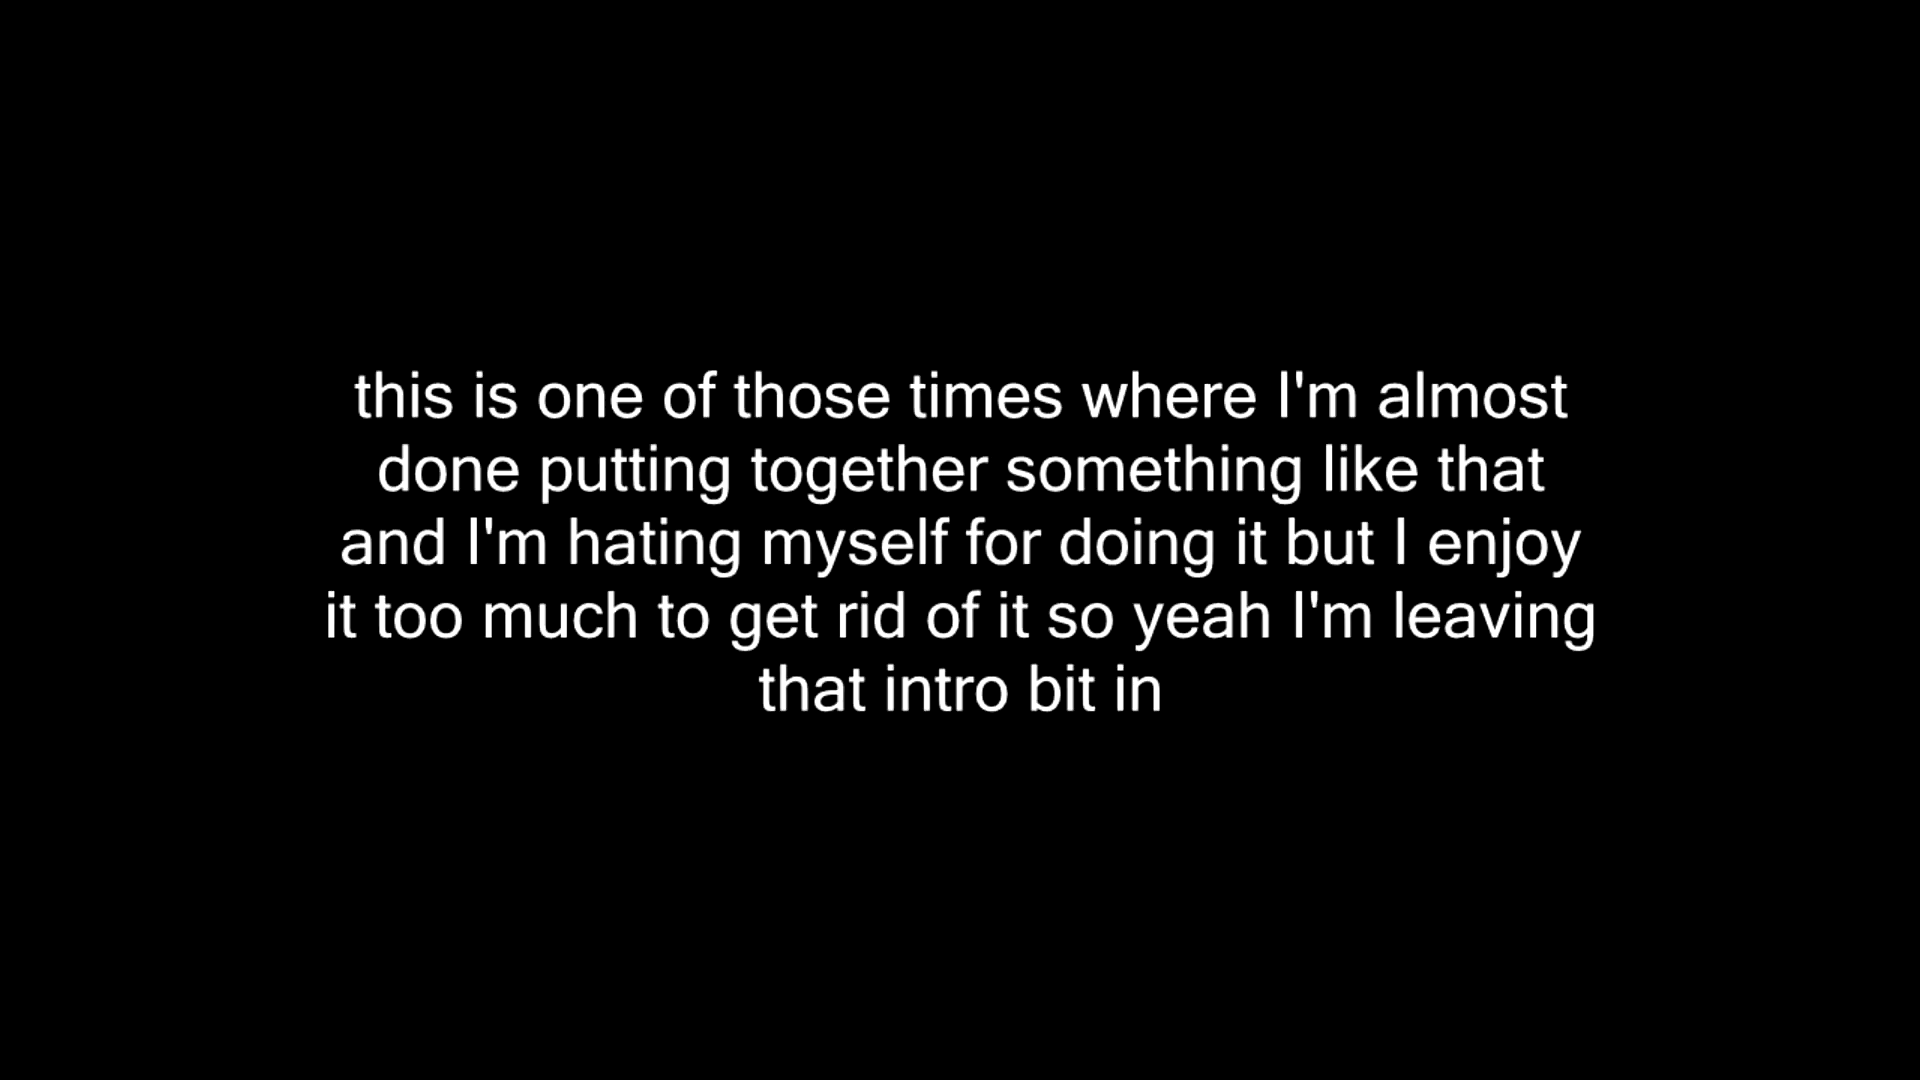 this is one of those times where I'm almost
done putting together something like that
and I'm hating myself for doing it but I enjoy
it too much to get rid of it so yeah I'm leaving
that intro bit in